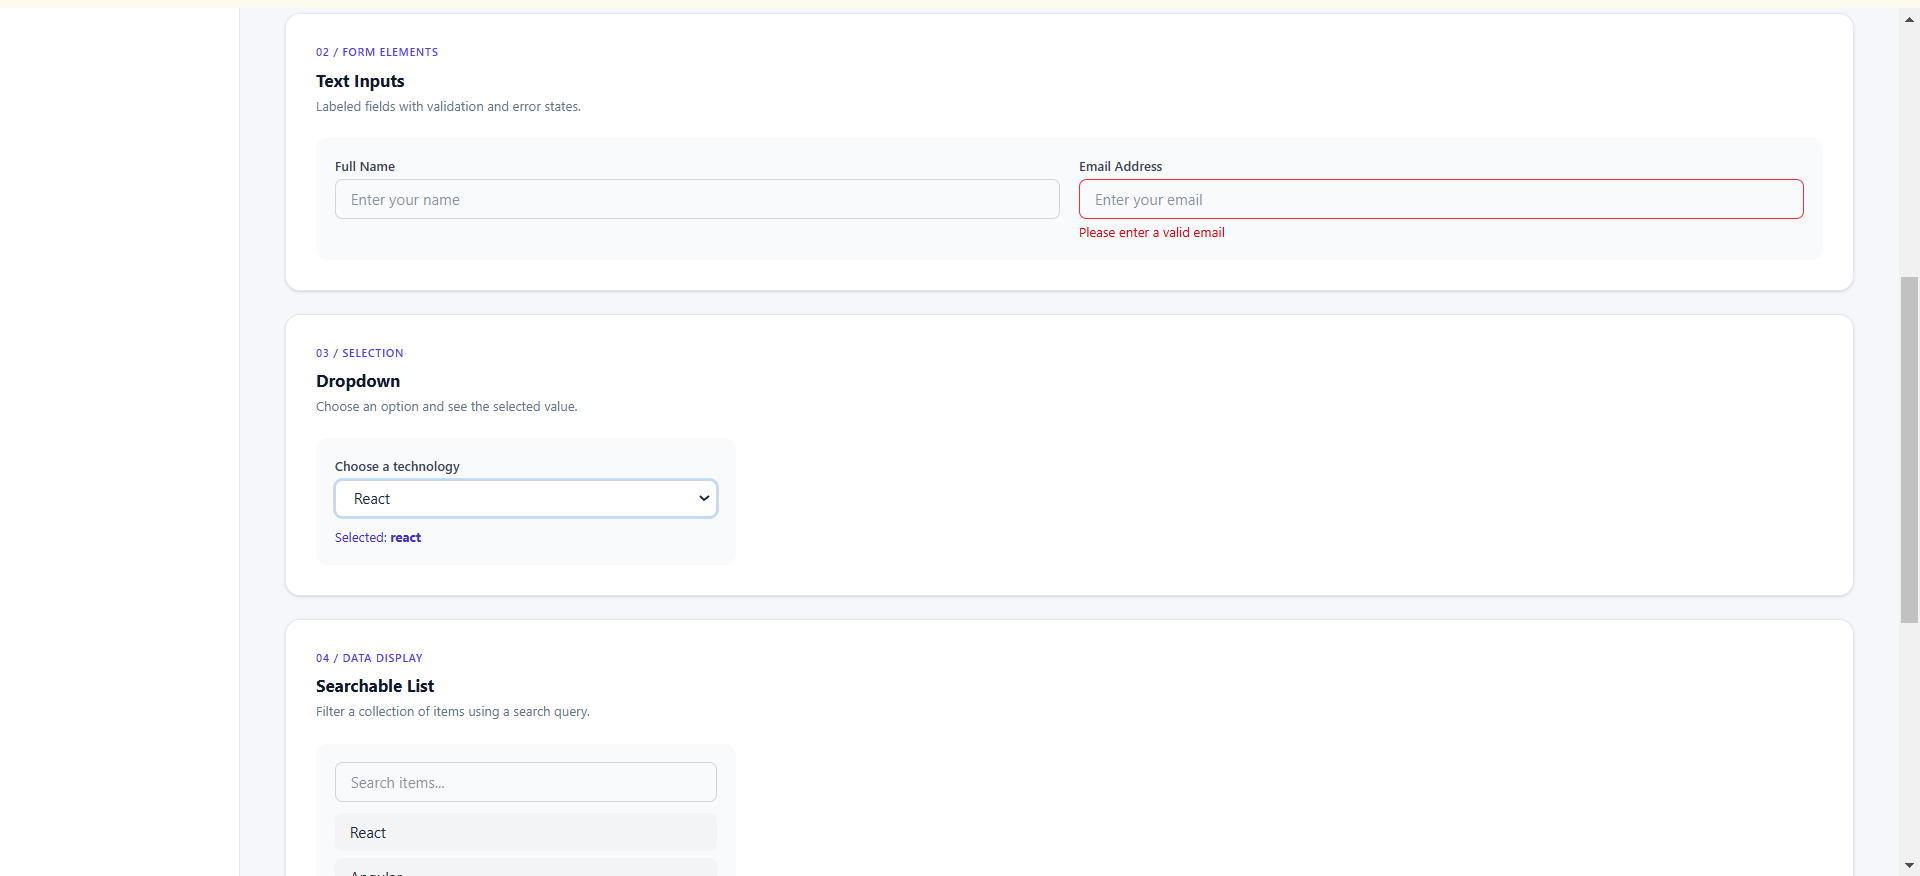 02 / FORM ELEMENTS
Text Inputs
Labeled fields with validation and error states.
Full Name
Email Address
Enter your name
Enter your email
Please enter a valid email
03 / SELECTION
Dropdown
Choose an option and see the selected value.
Choose a technology
React
Selected: react
04 / DATA DISPLAY
Searchable List
Filter a collection of items using a search query.
Search items...
React
Angular